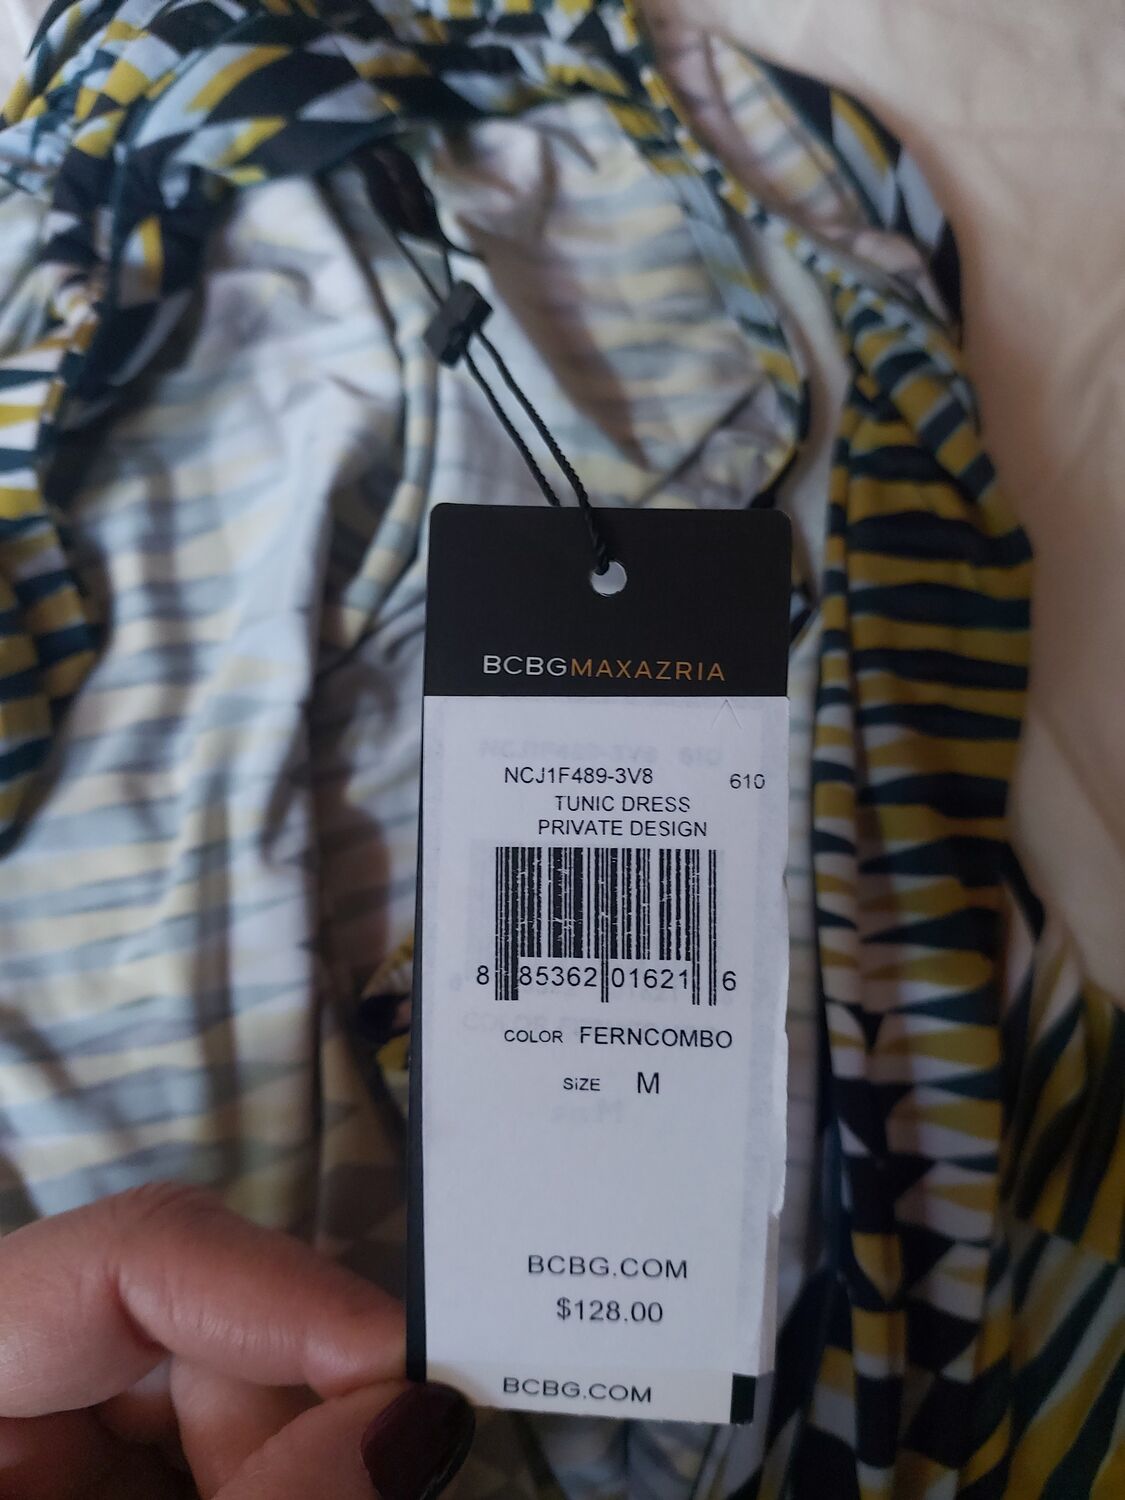 BCBGMAXAZRIA
NCJ1F489-3V8 610
TUNIC DRESS
PRIVATE DESIGN
8 85362 01621 6
COLOR FERNCOMBO
SIZE M
BCBG.COM
$128.00
BCBG.COM